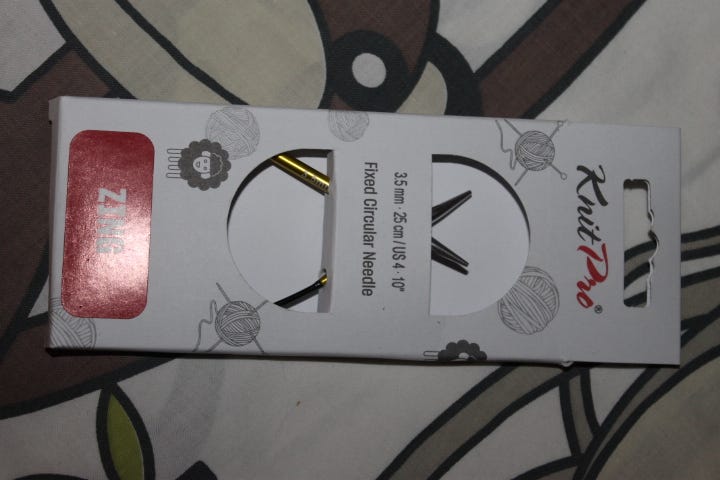 KnitPro®
3.5 mm · 25 cm / US 4 · 10"
Fixed Circular Needle
ZING